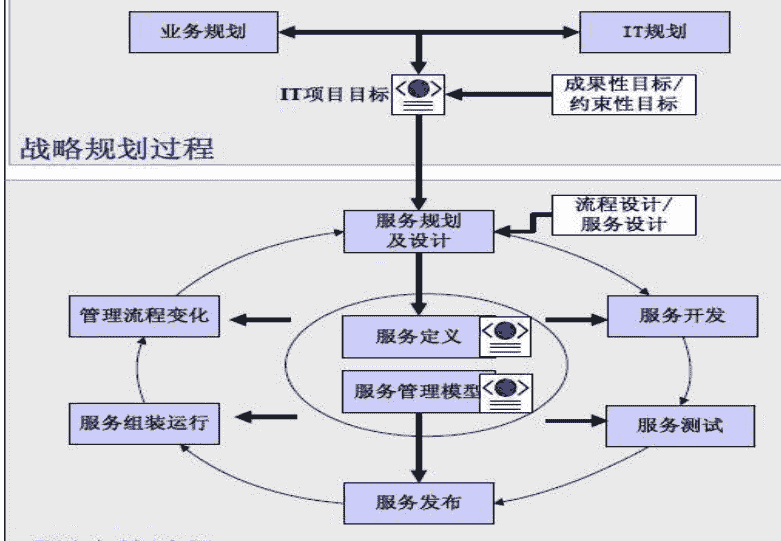 业务规划
IT规划
IT项目目标
成果性目标/
约束性目标
战略规划过程
服务规划
及设计
流程设计/
服务设计
管理流程变化
服务定义
服务开发
服务管理模型
服务组装运行
服务测试
服务发布